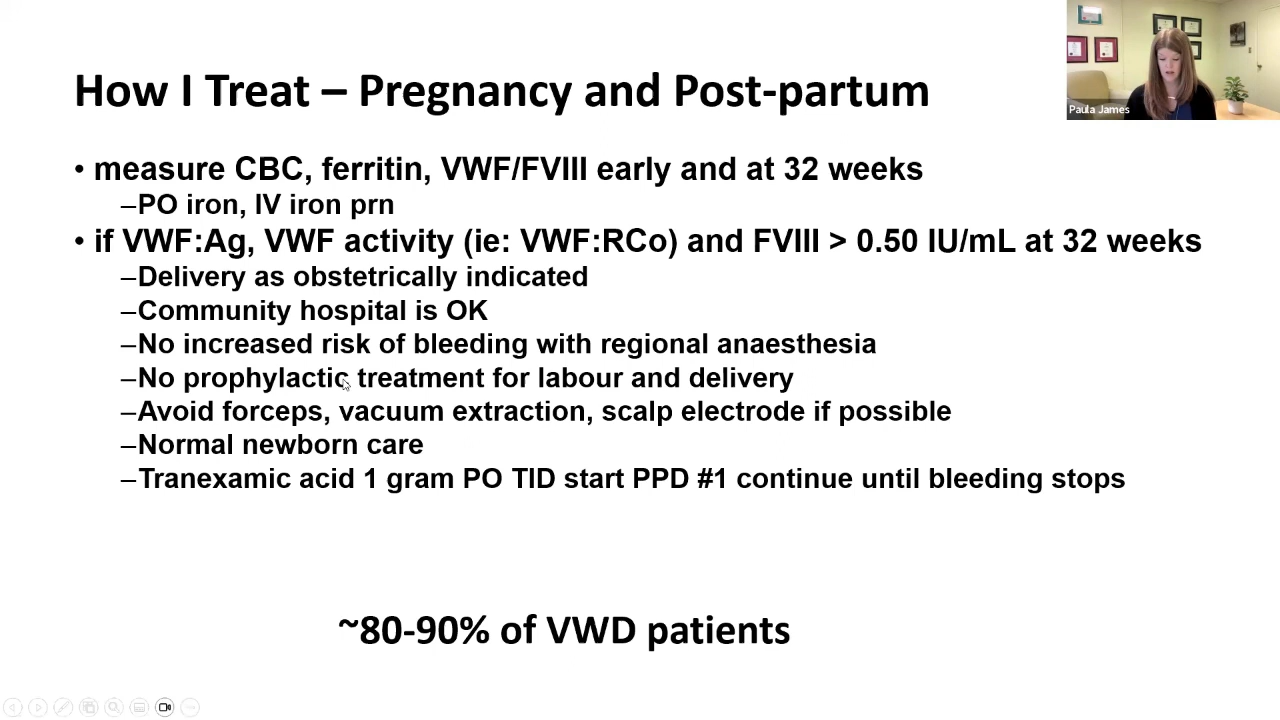 Paula James
How I Treat – Pregnancy and Post-partum
• measure CBC, ferritin, VWF/FVIII early and at 32 weeks
–PO iron, IV iron prn
• if VWF:Ag, VWF activity (ie: VWF:RCo) and FVIII > 0.50 IU/mL at 32 weeks
–Delivery as obstetrically indicated
–Community hospital is OK
–No increased risk of bleeding with regional anaesthesia
–No prophylactic treatment for labour and delivery
–Avoid forceps, vacuum extraction, scalp electrode if possible
–Normal newborn care
–Tranexamic acid 1 gram PO TID start PPD #1 continue until bleeding stops
~80-90% of VWD patients